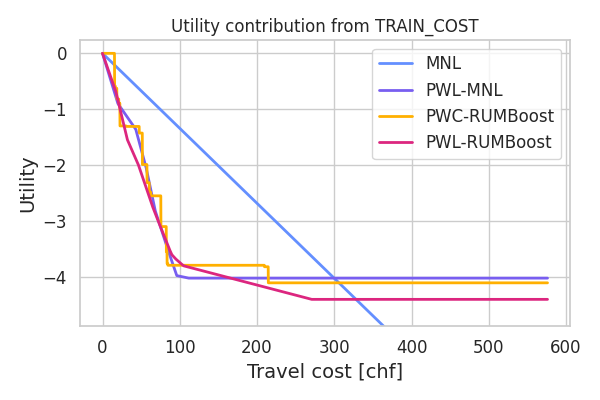 Utility contribution from TRAIN_COST
MNL
PWL-MNL
PWC-RUMBoost
PWL-RUMBoost
0
−1
−2
−3
−4
Utility
0 100 200 300 400 500 600
Travel cost [chf]